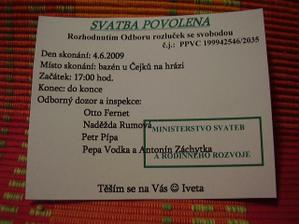 SVATBA POVOLENA
Rozhodnutím Odboru rozluček se svobodou
č.j.: PPVC 199942546/2035
Den skonání: 4.6.2009
Místo skonání: bazén u Čejků na hrázi
Začátek: 17:00 hod.
Konec: do konce
Odborný dozor a inspekce:
Otto Fernet
Naděžda Rumová
Petr Pípa
Pepa Vodka a Antonín Záchytka
MINISTERSTVO SVATEB
A RODINNÉHO ROZVOJE
Těším se na Vás ☺ Iveta